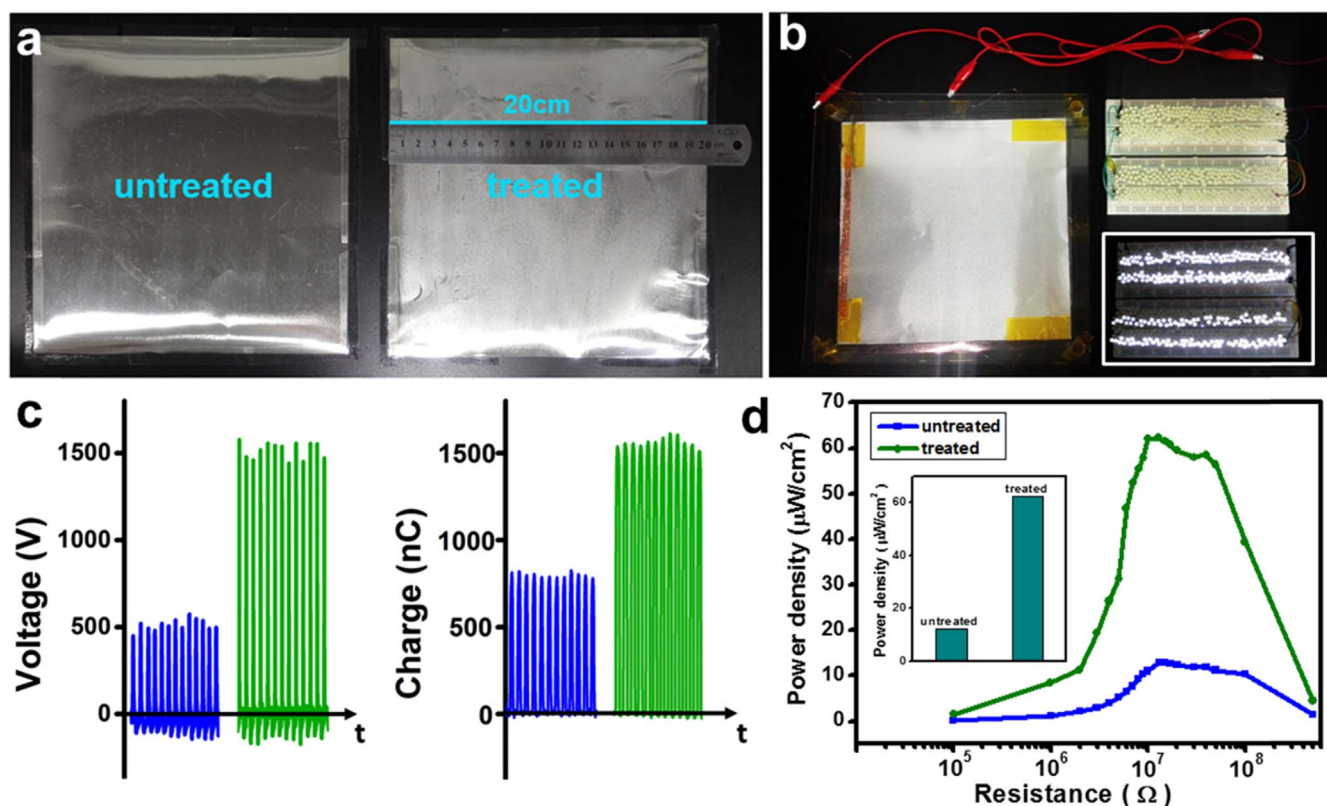 a
20cm
1 2 3 4 5 6 7 8 9 10 11 12 13 14 15 16 17 18 19 20
untreated
treated
b
c
Voltage (V)
1500
1000
500
0
t
Charge (nC)
1500
1000
500
0
t
d
Power density (μW/cm²)
70
60
50
40
30
20
10
0
untreated
treated
Power density (μW/cm²)
60
40
20
0
untreated
treated
10⁵
10⁶
10⁷
10⁸
Resistance ( Ω )